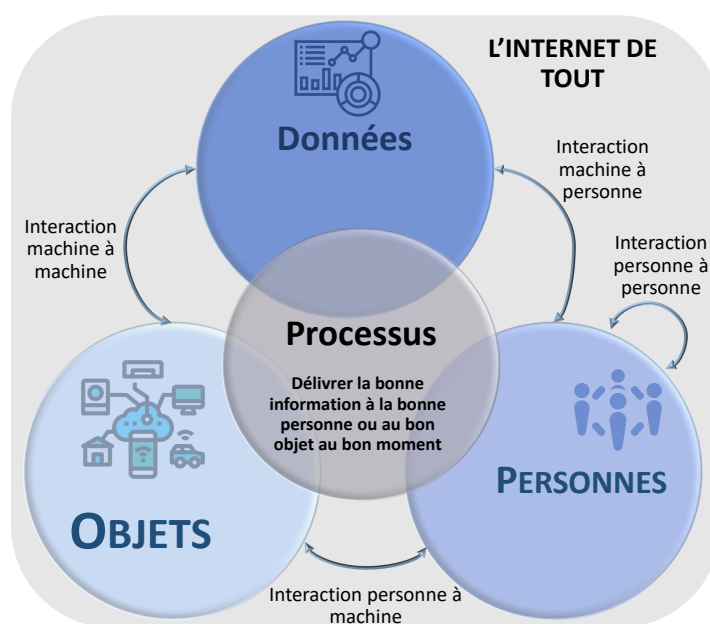 L'INTERNET DE
TOUT
Données
Interaction
machine à
personne
Interaction
machine à
machine
Interaction
personne à
personne
Processus
Délivrer la bonne
information à la bonne
personne ou au bon
objet au bon moment
PERSONNES
OBJETS
Interaction personne à
machine